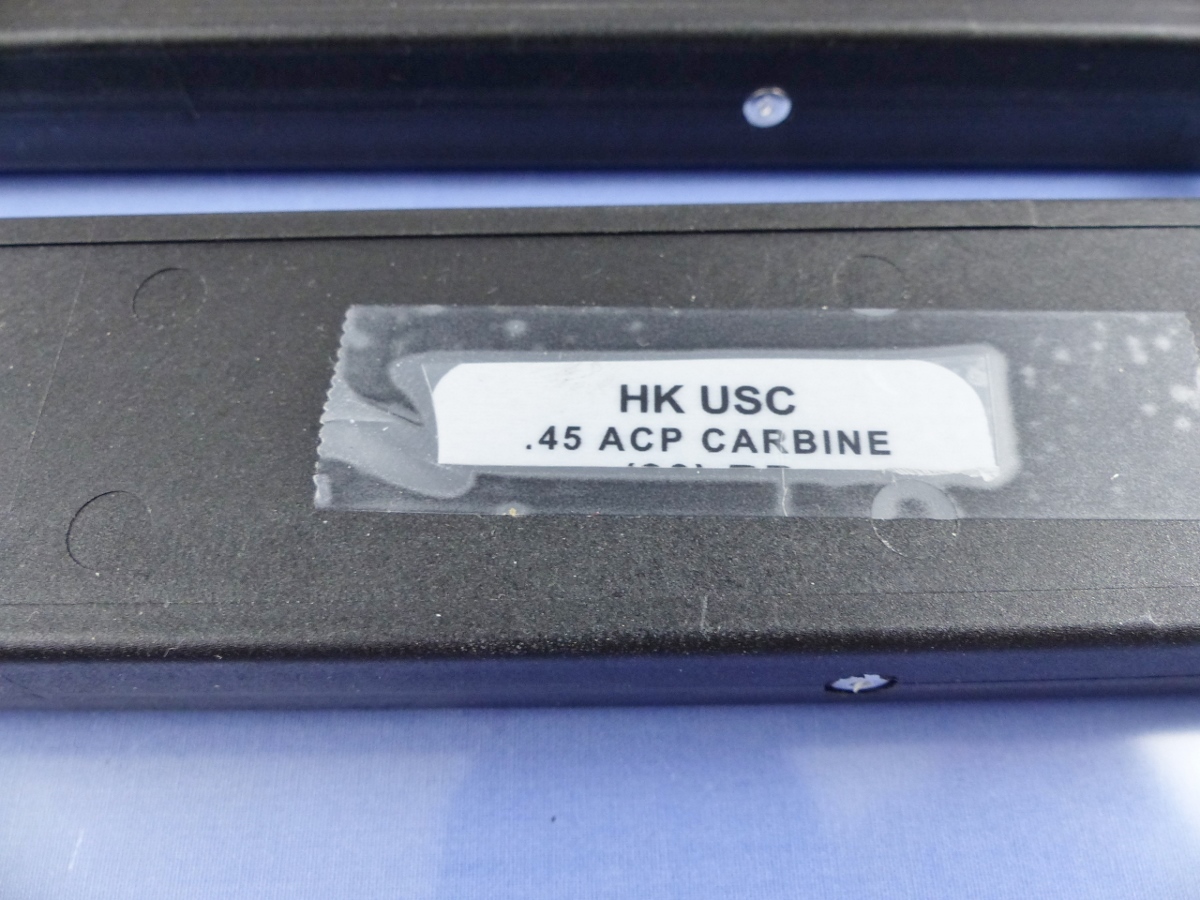 HK USC
.45 ACP CARBINE